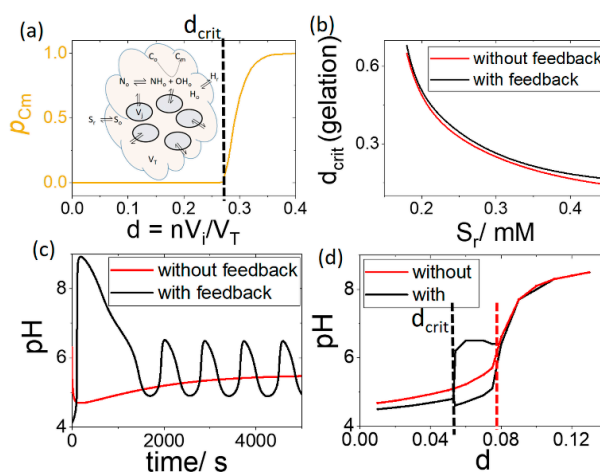 (a)
d_crit
1.0
0.5
0.0
p_Cm
C_o C_m
N_o ⇌ NH_o + OH_o
H_r
H_o
S_r ⇌ S_o
V_i
V_T
0.0 0.1 0.2 0.3 0.4
d = nV_i/V_T
(b)
without feedback
with feedback
d_crit (gelation)
0.6
0.3
0.2 0.3 0.4
S_r/ mM
(c)
without feedback
with feedback
pH
8
6
4
0 2000 4000
time/ s
(d)
without
with
d_crit
pH
8
6
4
0.00 0.04 0.08 0.12
d